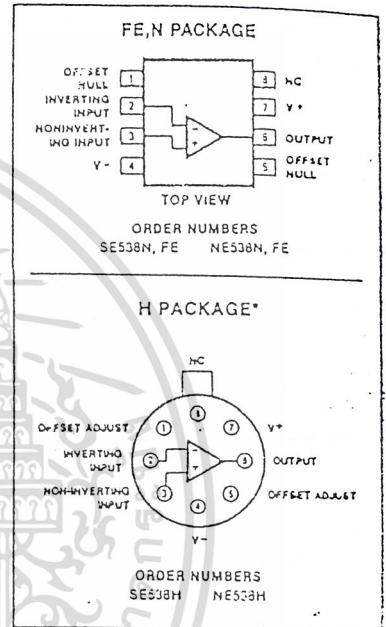 FE,N PACKAGE
OFFSET
NULL
1
8
NC
INVERTING
INPUT
2
7
V+
NONINVERT-
ING INPUT
3
6
OUTPUT
V-
4
5
OFFSET
NULL
-
+
TOP VIEW
ORDER NUMBERS
SE538N, FE NE538N, FE
H PACKAGE*
NC
8
OFFSET ADJUST
1
7
V+
INVERTING
INPUT
2
6
OUTPUT
NON-INVERTING
INPUT
3
5
OFFSET ADJUST
4
-
+
V-
ORDER NUMBERS
SE538H NE538H